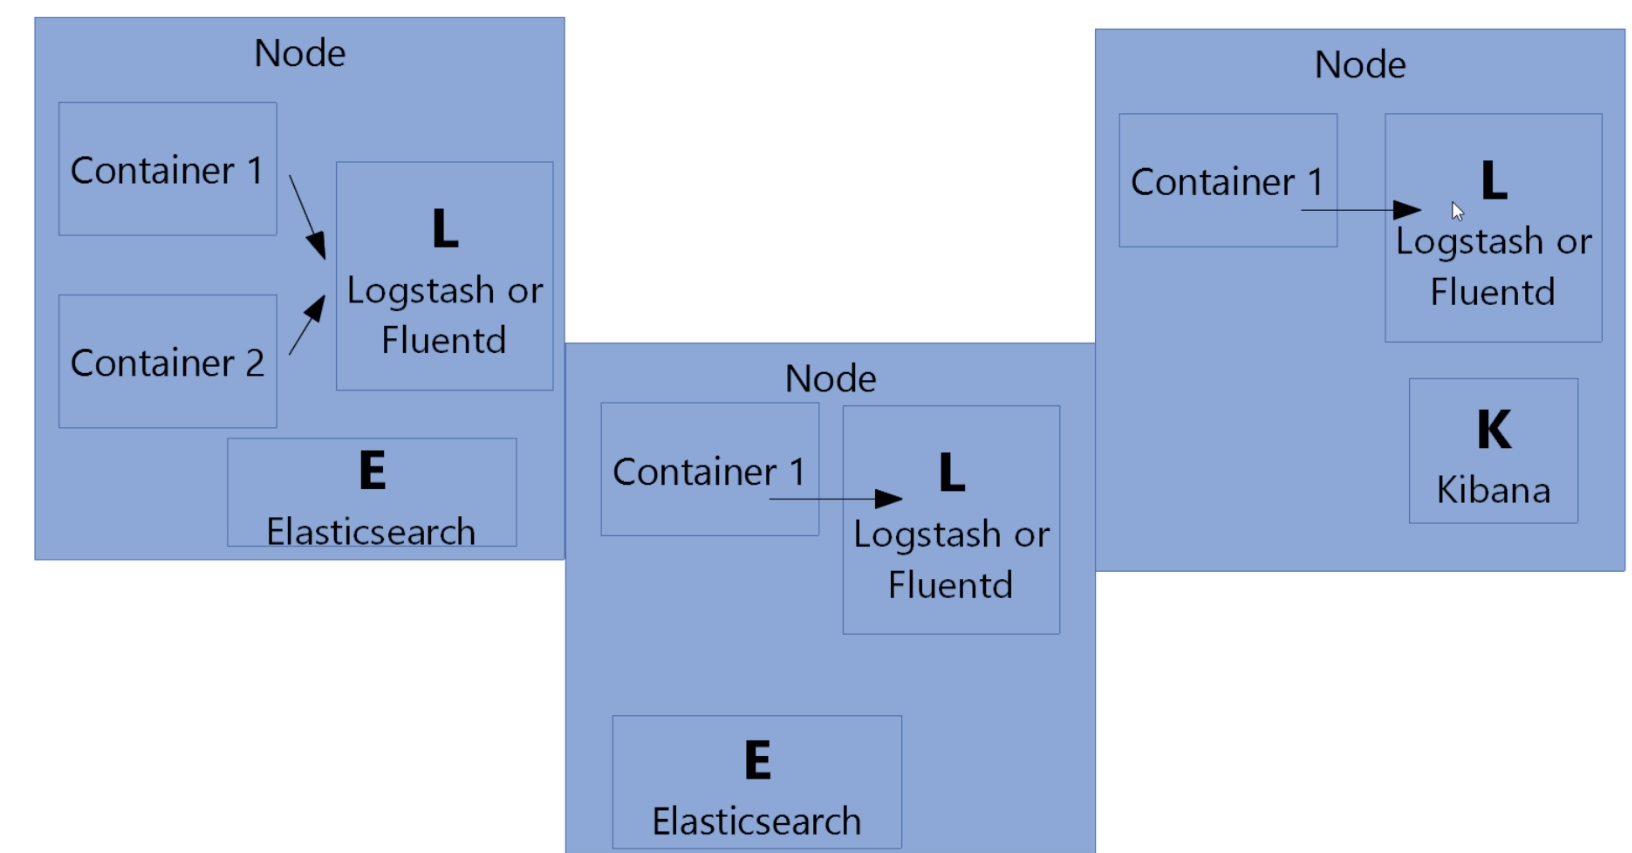 Node
Container 1
L
Logstash or
Fluentd
Container 2
E
Elasticsearch
Node
Container 1
L
Logstash or
Fluentd
E
Elasticsearch
Node
Container 1
L
Logstash or
Fluentd
K
Kibana